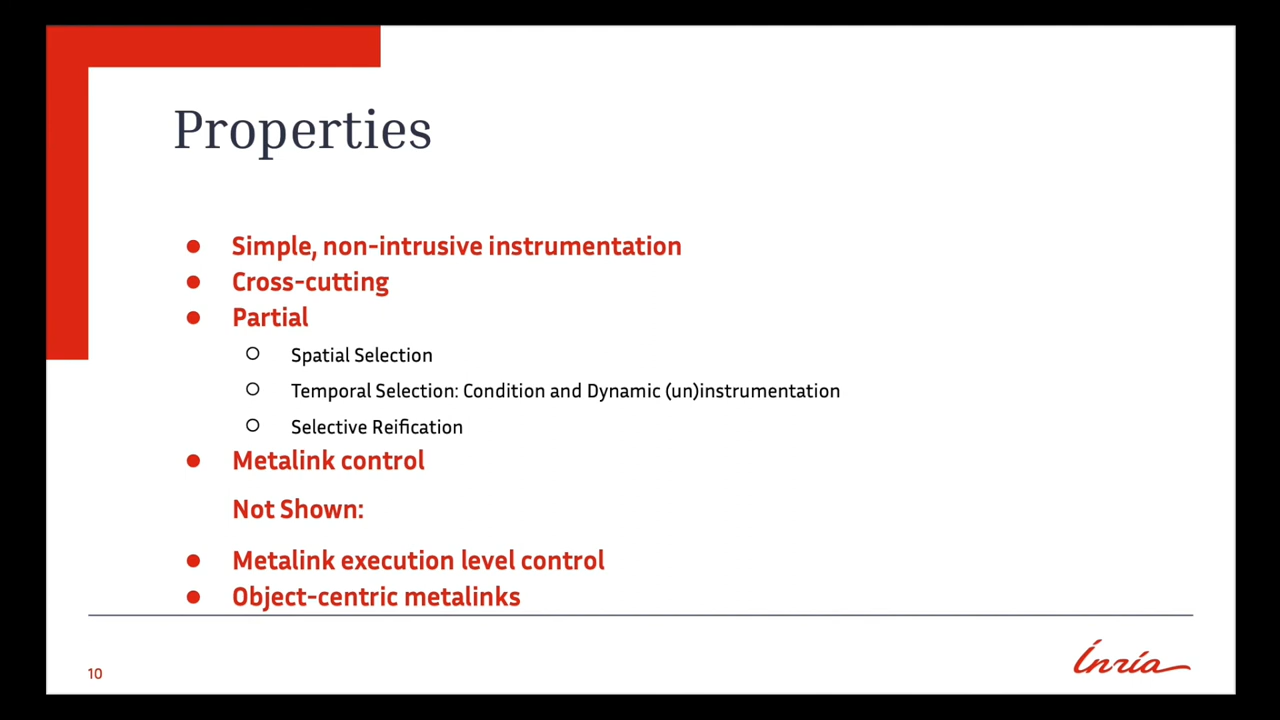 Properties
● Simple, non-intrusive instrumentation
● Cross-cutting
● Partial
○ Spatial Selection
○ Temporal Selection: Condition and Dynamic (un)instrumentation
○ Selective Reification
● Metalink control
Not Shown:
● Metalink execution level control
● Object-centric metalinks
10
Inria